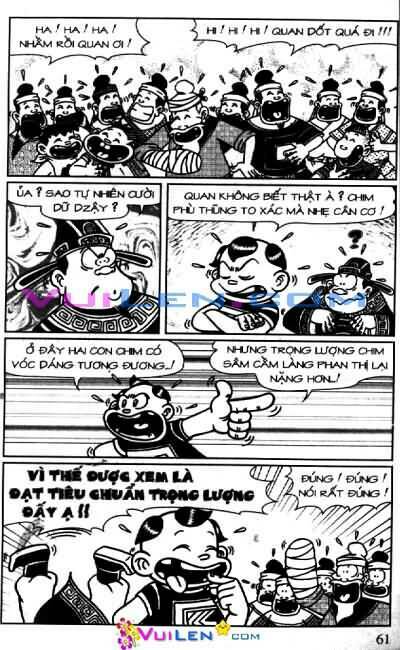 HA! HA! HA!
NHẦM RỒI QUAN ƠI!
HI! HI! HI! QUAN DỐT QUÁ ĐI!!!
ỦA? SAO TỰ NHIÊN CƯỜI
DỮ DZẬY?
QUAN KHÔNG BIẾT THẬT À? CHIM
PHÙ THŨNG TO XÁC MÀ NHẸ CÂN CƠ!
?
VUILEN.COM
Ở ĐÂY HAI CON CHIM CÓ
VÓC DÁNG TƯƠNG ĐƯƠNG...!
NHƯNG TRỌNG LƯỢNG CHIM
SÂM CẦM LÀNG PHAN THỊ LẠI
NẶNG HƠN...!
VÌ THẾ ĐƯỢC XEM LÀ
ĐẠT TIÊU CHUẨN TRỌNG LƯỢNG
ĐẤY Ạ!!
ĐÚNG! ĐÚNG!
NÓI RẤT ĐÚNG!
61
VUILEN.COM